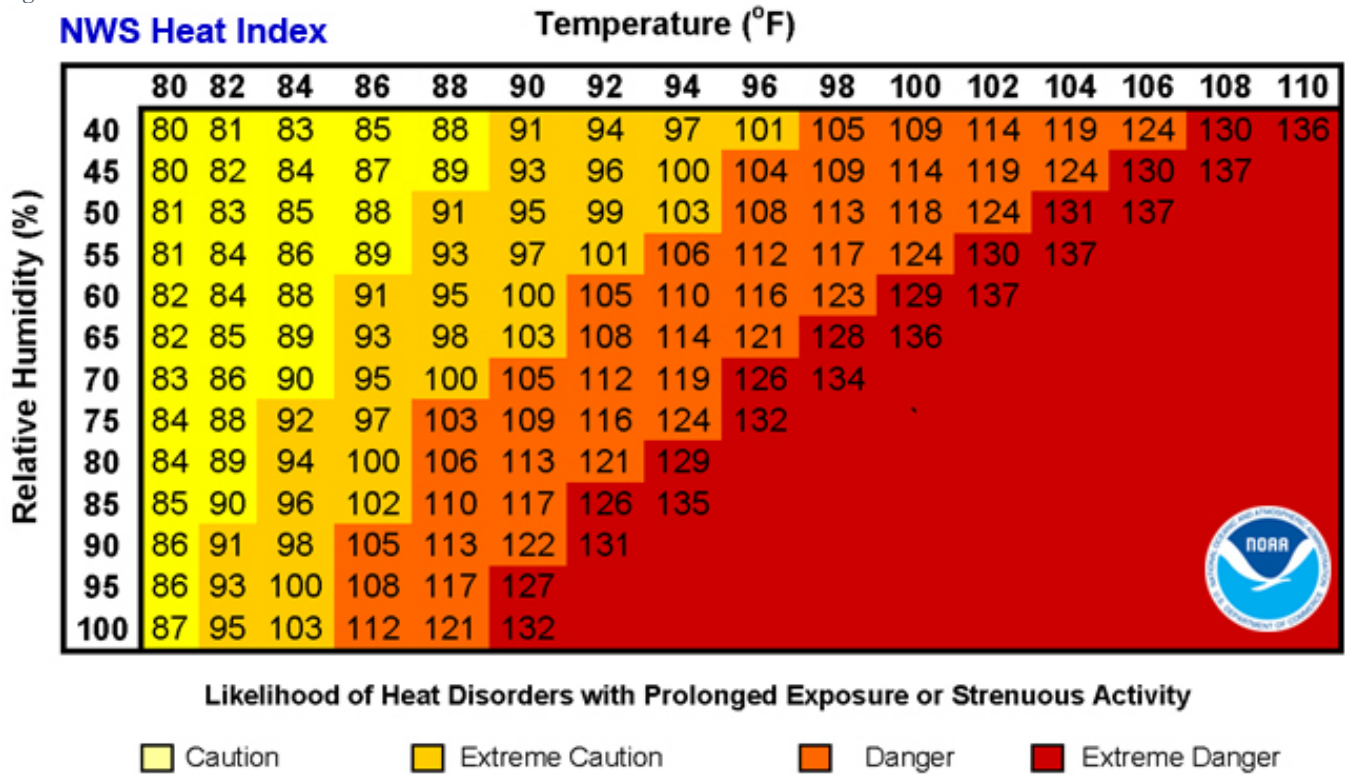 NWS Heat Index
Temperature (°F)
80 82 84 86 88 90 92 94 96 98 100 102 104 106 108 110
Relative Humidity (%)
40 80 81 83 85 88 91 94 97 101 105 109 114 119 124 130 136
45 80 82 84 87 89 93 96 100 104 109 114 119 124 130 137
50 81 83 85 88 91 95 99 103 108 113 118 124 131 137
55 81 84 86 89 93 97 101 106 112 117 124 130 137
60 82 84 88 91 95 100 105 110 116 123 129 137
65 82 85 89 93 98 103 108 114 121 128 136
70 83 86 90 95 100 105 112 119 126 134
75 84 88 92 97 103 109 116 124 132
80 84 89 94 100 106 113 121 129
85 85 90 96 102 110 117 126 135
90 86 91 98 105 113 122 131
95 86 93 100 108 117 127
100 87 95 103 112 121 132
NATIONAL OCEANIC AND ATMOSPHERIC ADMINISTRATION
NOAA
U.S. DEPARTMENT OF COMMERCE
Likelihood of Heat Disorders with Prolonged Exposure or Strenuous Activity
Caution Extreme Caution Danger Extreme Danger